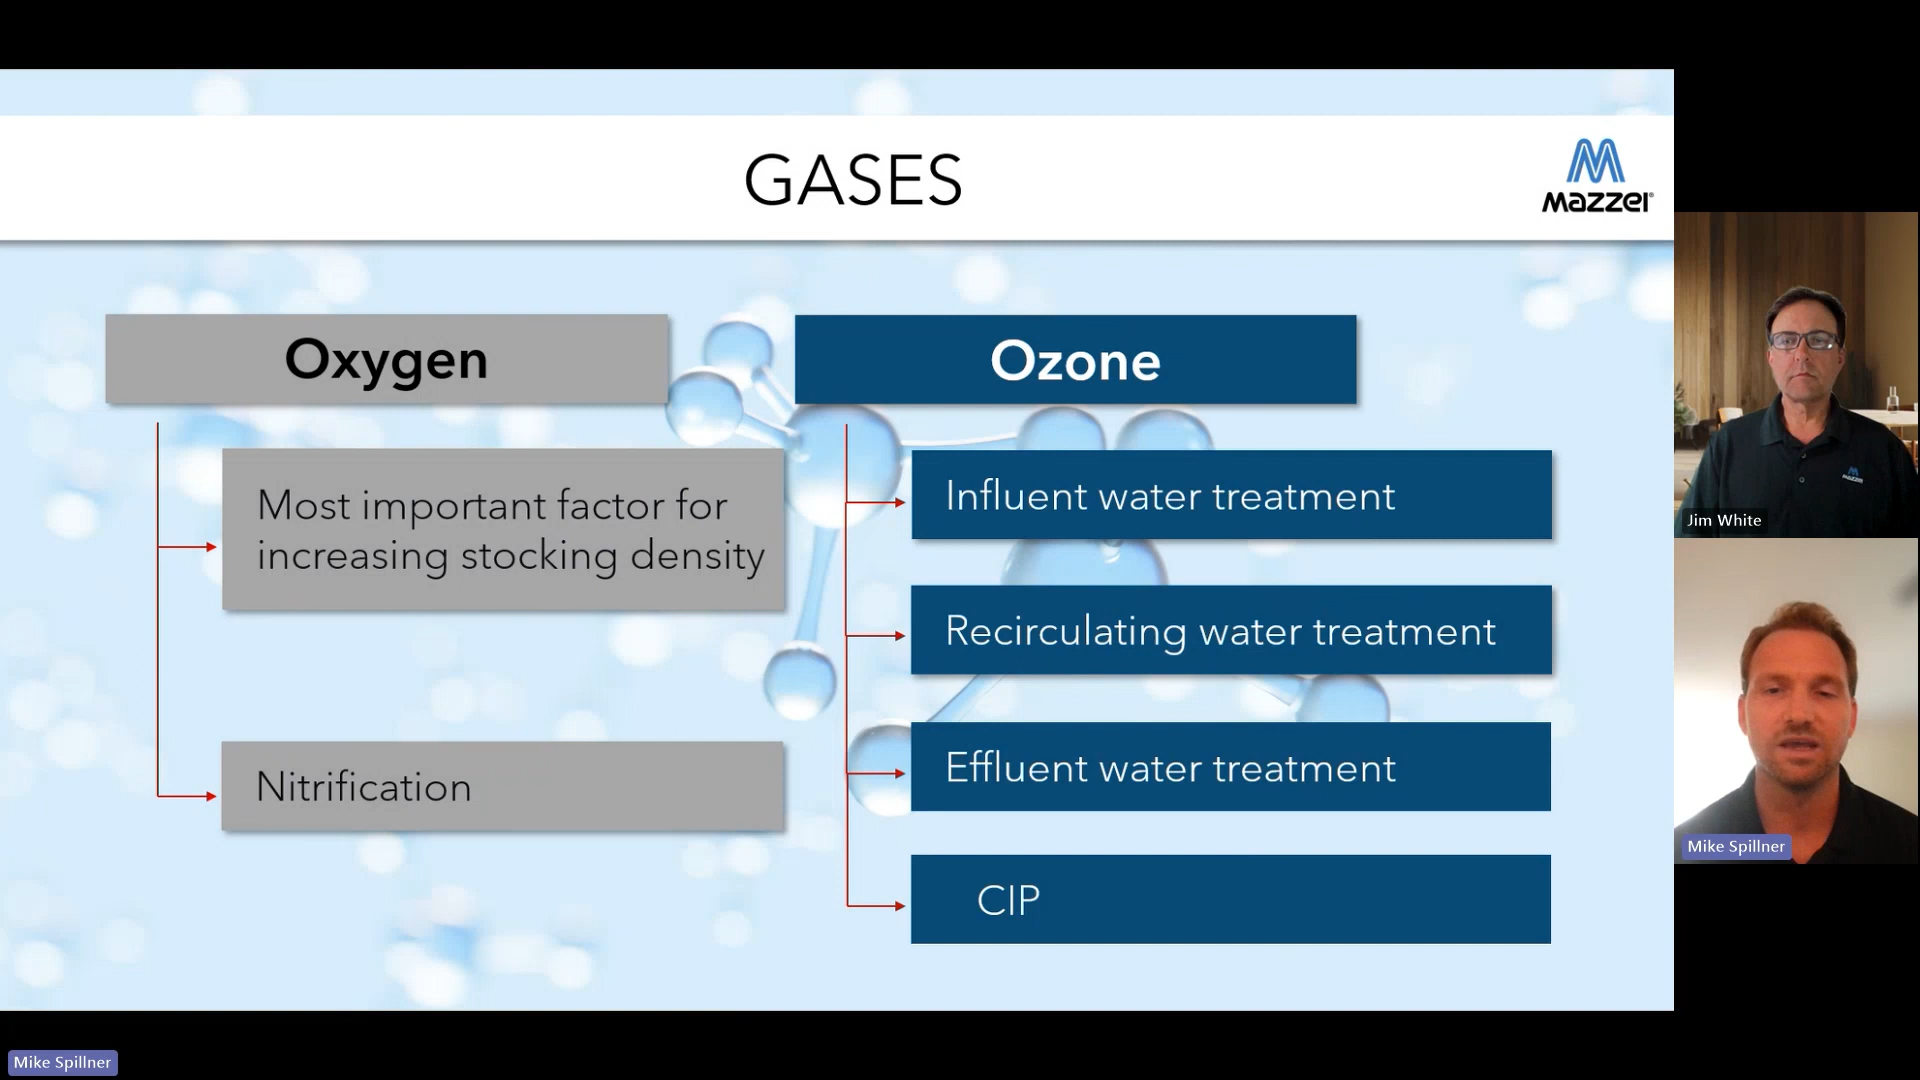 GASES
mazzei
Oxygen
Most important factor for
increasing stocking density
Nitrification
Ozone
Influent water treatment
Recirculating water treatment
Effluent water treatment
CIP
Jim White
Mike Spillner
Mike Spillner